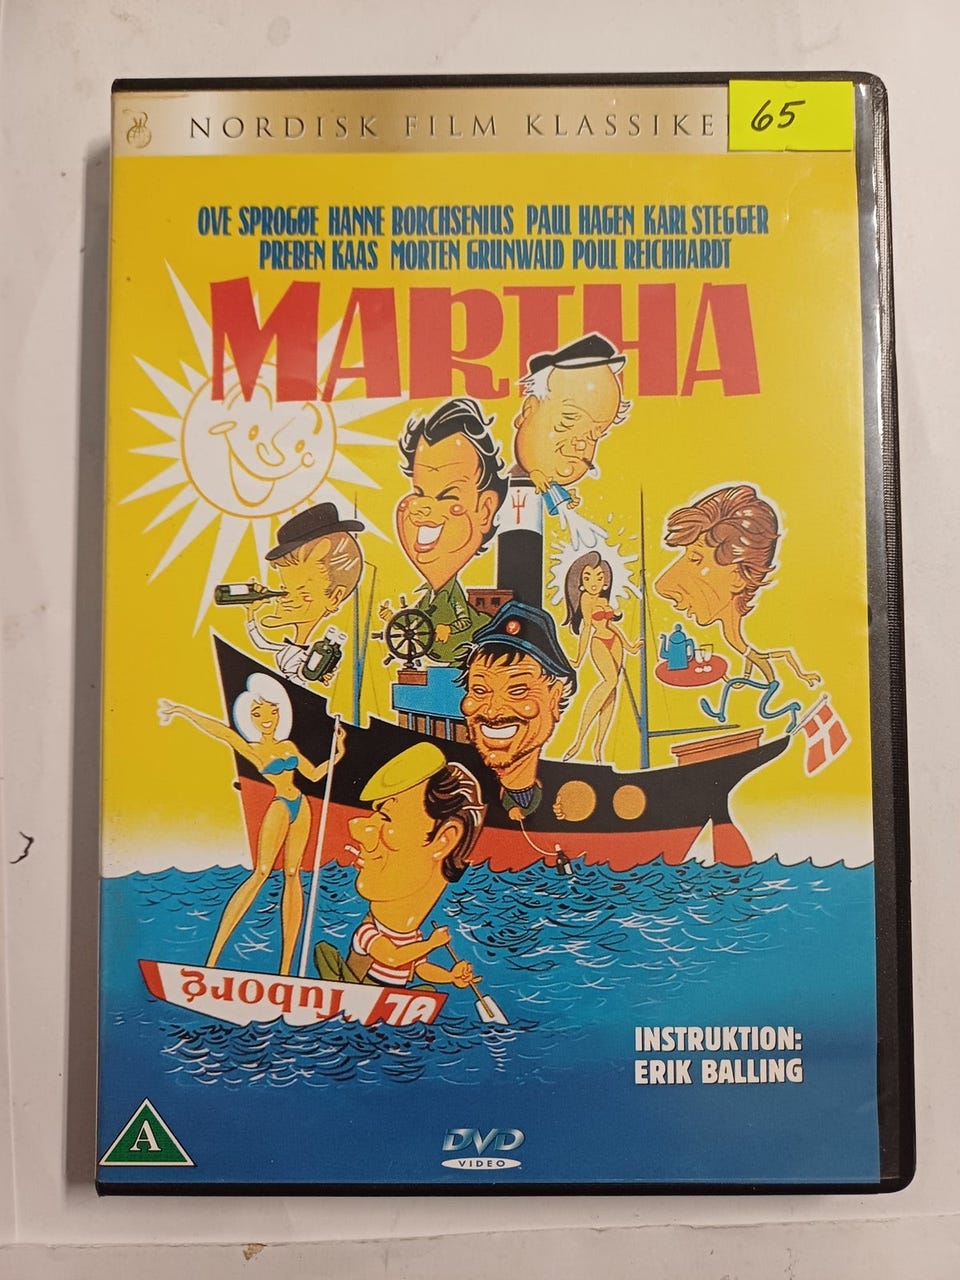 NORDISK FILM KLASSIKE
65
OVE SPROGØE HANNE BORCHSENIUS PAUL HAGEN KARL STEGGER
PREBEN KAAS MORTEN GRUNWALD POUL REICHHARDT
MARTHA
Tuborg
INSTRUKTION:
ERIK BALLING
A
DVD
VIDEO